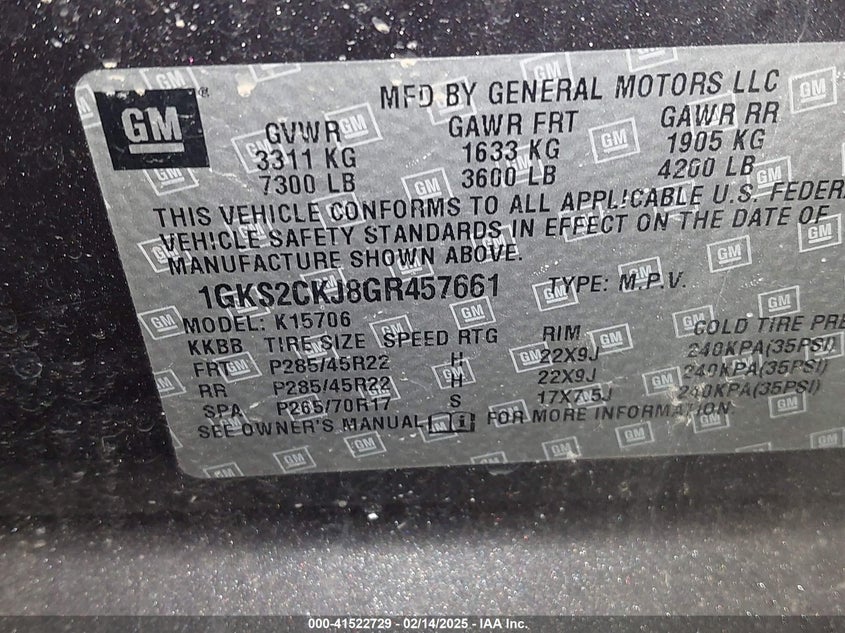 GM
MFD BY GENERAL MOTORS LLC
GVWR GAWR FRT GAWR RR
3311 KG 1633 KG 1905 KG
7300 LB 3600 LB 4200 LB
THIS VEHICLE CONFORMS TO ALL APPLICABLE U.S. FEDER
VEHICLE SAFETY STANDARDS IN EFFECT ON THE DATE OF
MANUFACTURE SHOWN ABOVE.
1GKS2CKJ8GR457661 TYPE: M.P.V.
MODEL: K15706
KKBB TIRE SIZE SPEED RTG RIM COLD TIRE PRE
FRT P285/45R22 H 22X9J 240KPA(35PSI)
RR P285/45R22 H 22X9J 240KPA(35PSI)
SPA P265/70R17 S 17X7.5J 240KPA(35PSI)
SEE OWNER'S MANUAL FOR MORE INFORMATION.
000-41522729 - 02/14/2025 - IAA Inc.